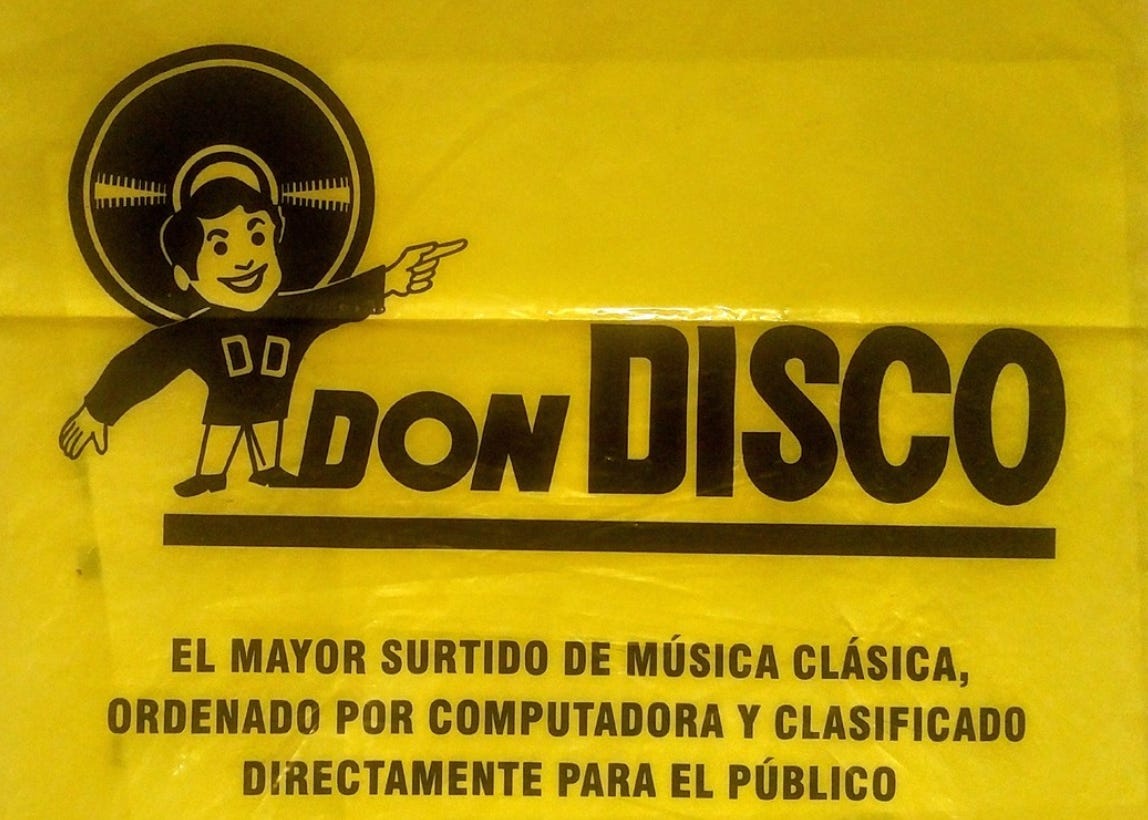 DD
DON DISCO
EL MAYOR SURTIDO DE MÚSICA CLÁSICA,
ORDENADO POR COMPUTADORA Y CLASIFICADO
DIRECTAMENTE PARA EL PÚBLICO